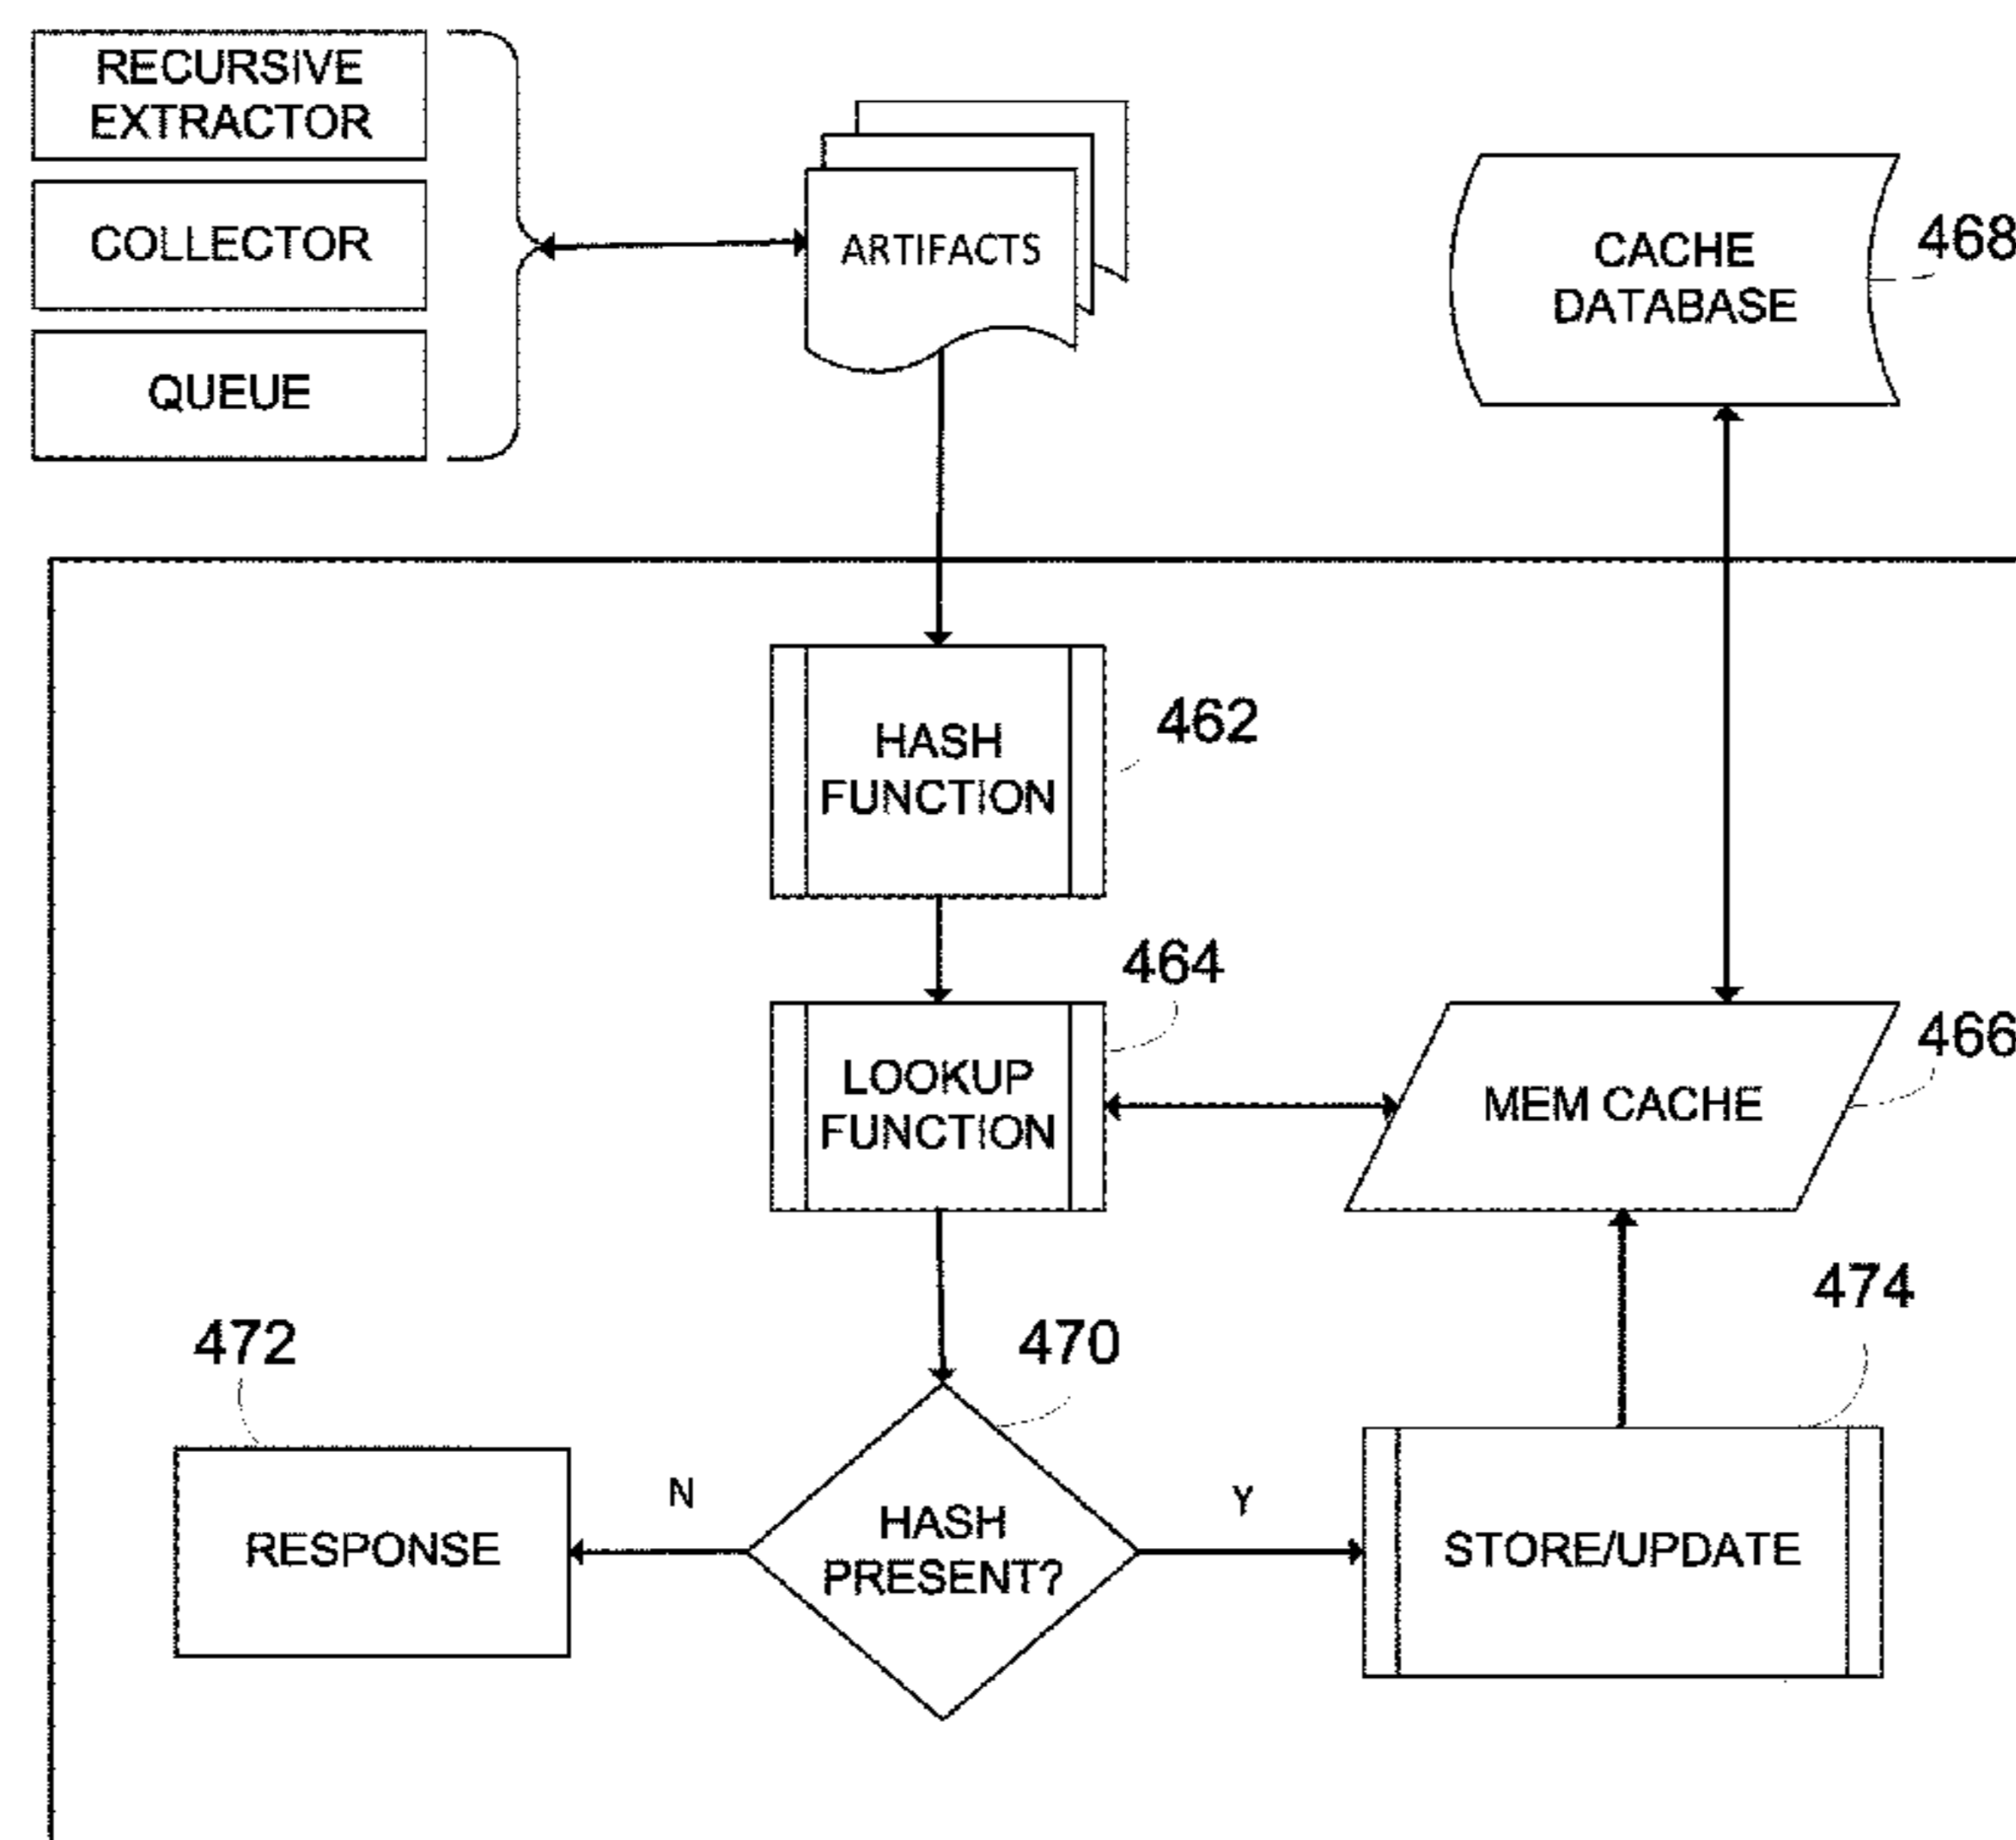 RECURSIVE
EXTRACTOR
COLLECTOR
QUEUE
ARTIFACTS
CACHE
DATABASE
468
HASH
FUNCTION
462
LOOKUP
FUNCTION
464
MEM CACHE
466
472
RESPONSE
N
470
HASH
PRESENT?
Y
474
STORE/UPDATE